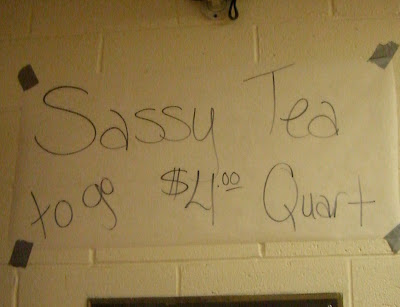 Sassy Tea
to go $4.00 Quart